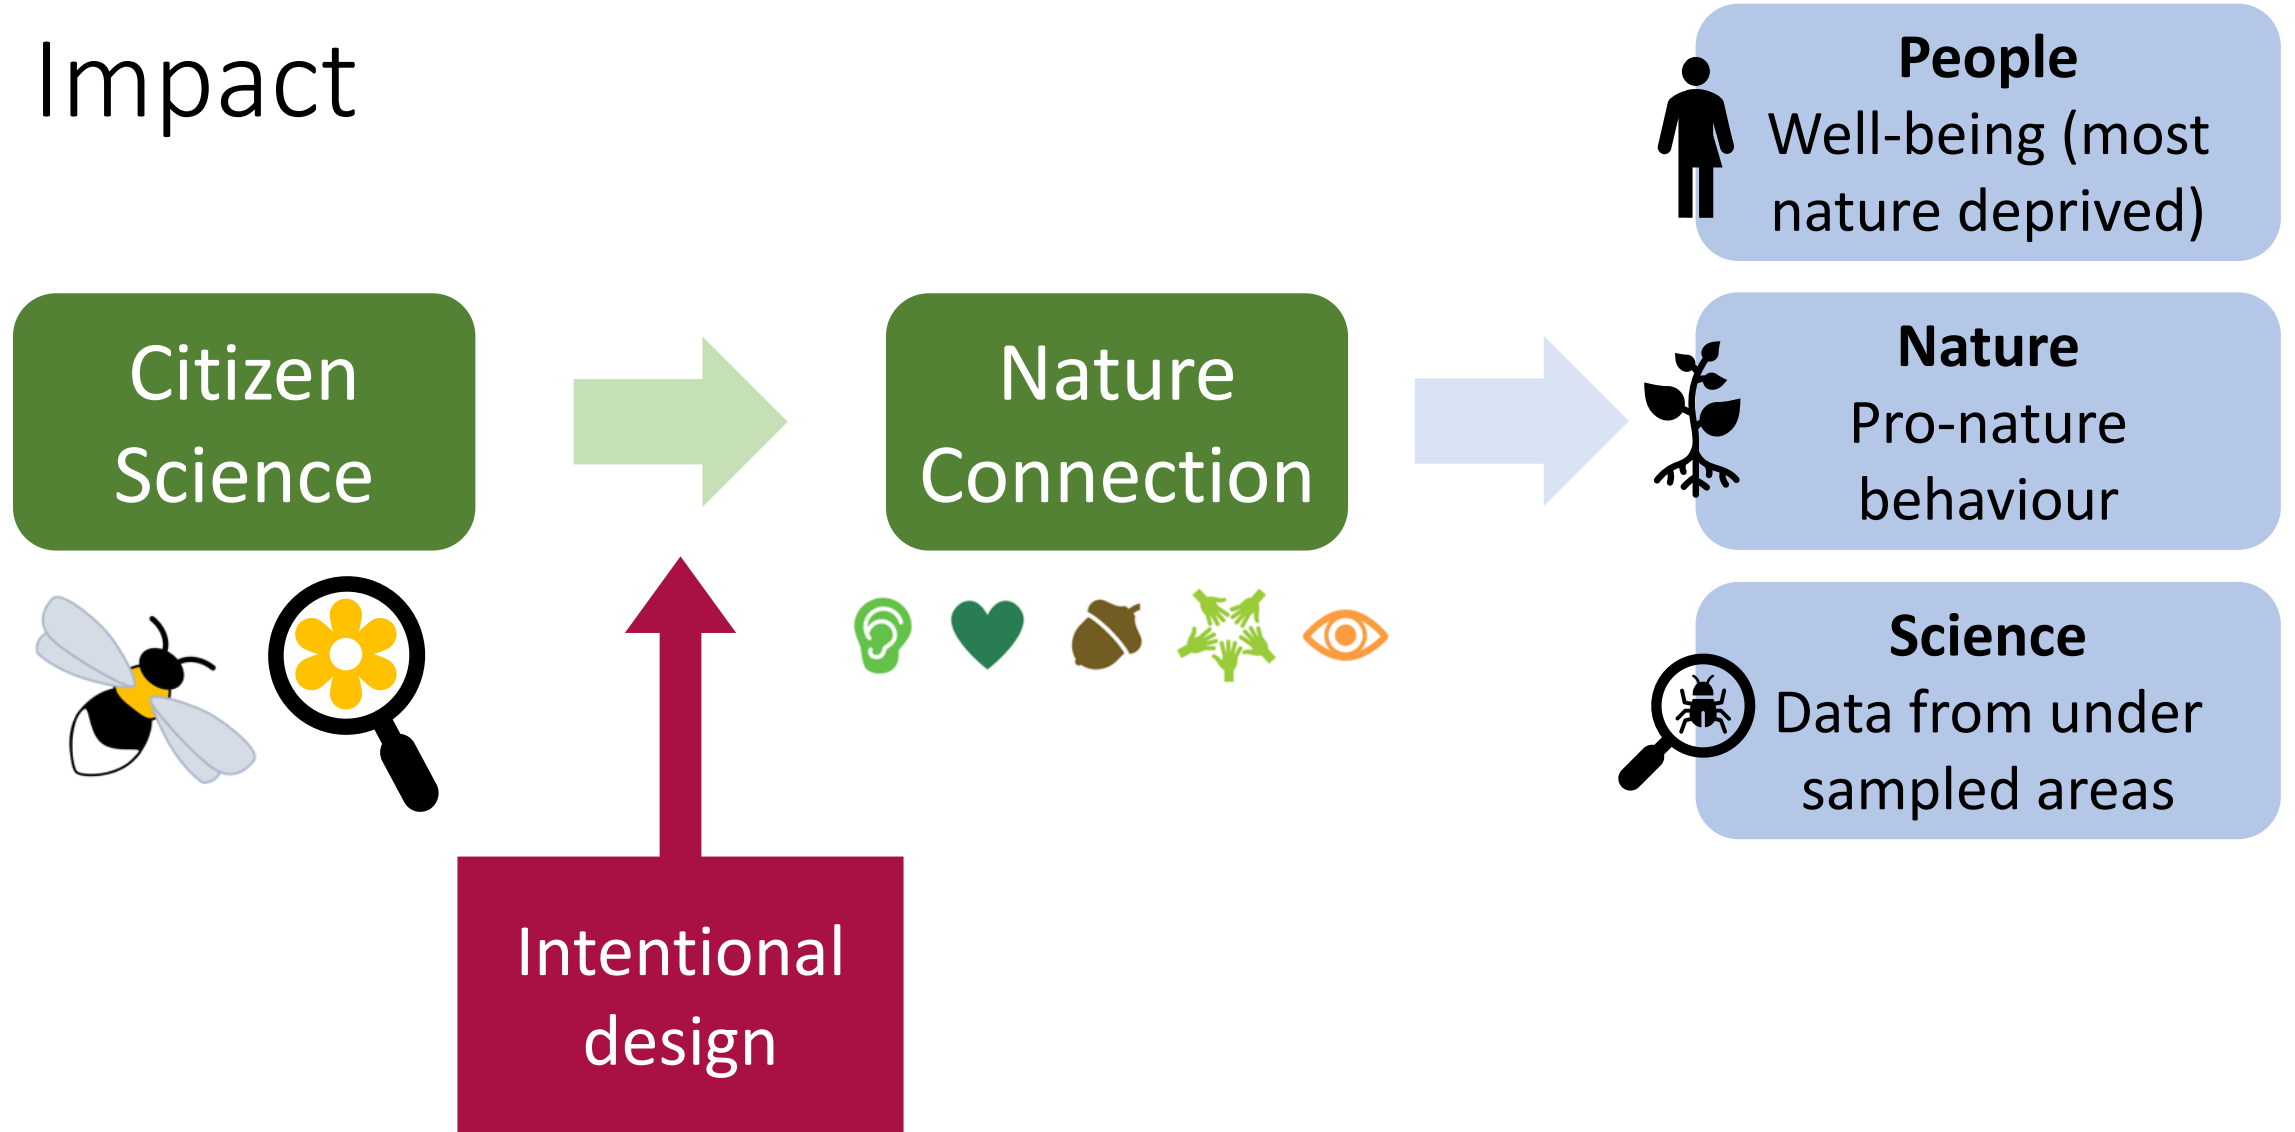 Impact
Citizen
Science
Nature
Connection
Intentional
design
People
Well-being (most
nature deprived)
Nature
Pro-nature
behaviour
Science
Data from under
sampled areas